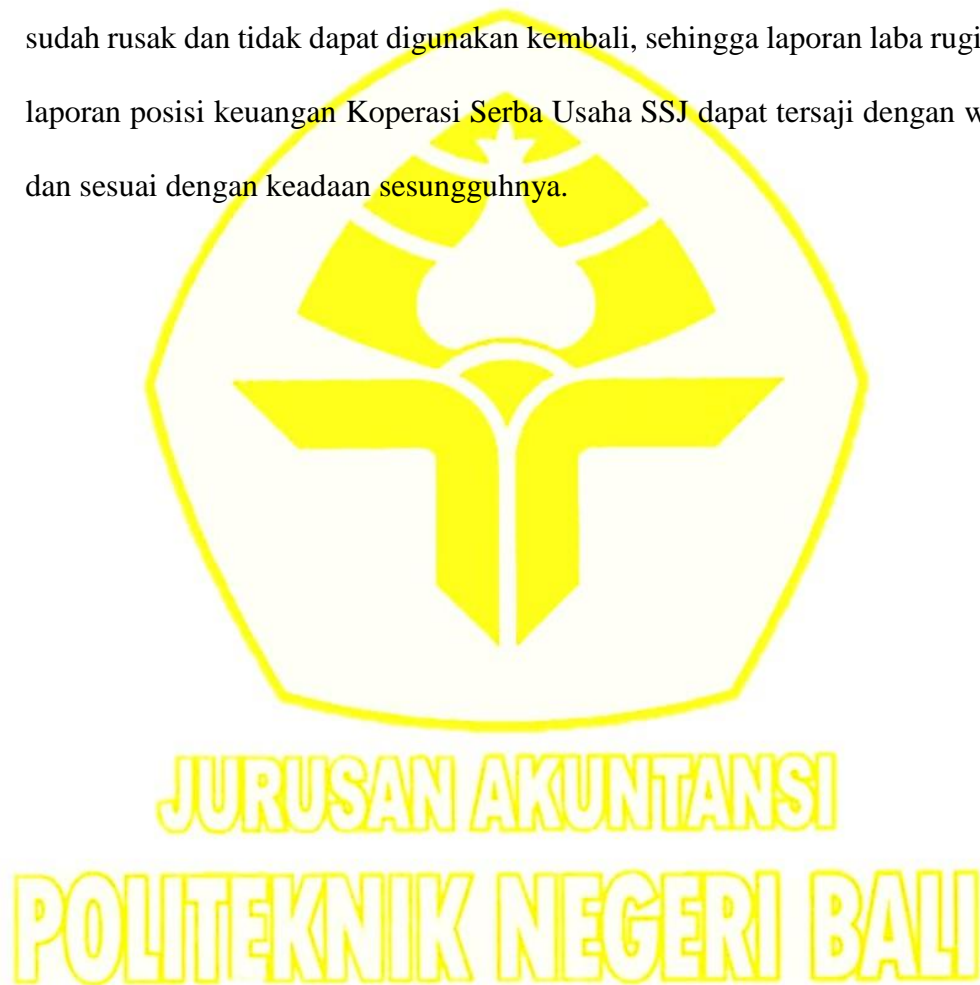 sudah rusak dan tidak dapat digunakan kembali, sehingga laporan laba rugi
laporan posisi keuangan Koperasi Serba Usaha SSJ dapat tersaji dengan w
dan sesuai dengan keadaan sesungguhnya.
JURUSAN AKUNTANSI
POLITEKNIK NEGERI BALI